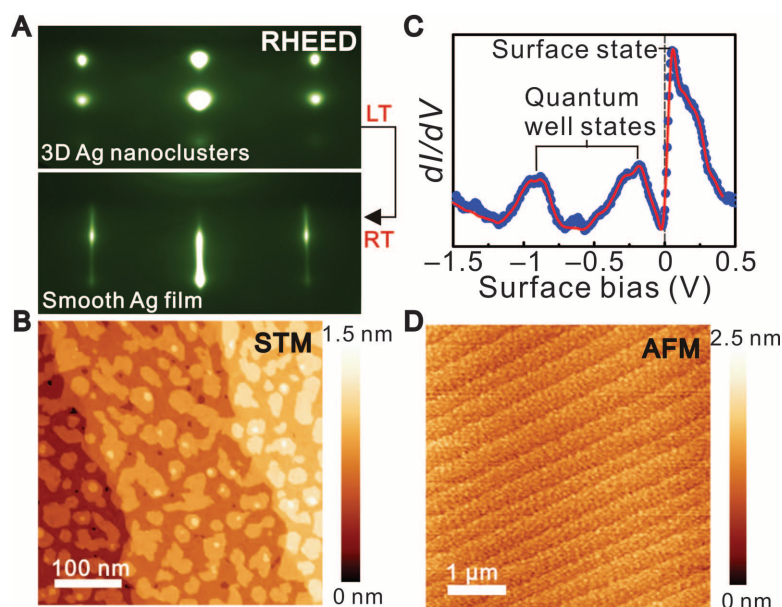 A
RHEED
3D Ag nanoclusters
LT
RT
Smooth Ag film
B
STM
1.5 nm
100 nm
0 nm
C
Surface state
Quantum
well states
dI/dV
–1.5 –1 –0.5 0 0.5
Surface bias (V)
D
AFM
2.5 nm
1 μm
0 nm